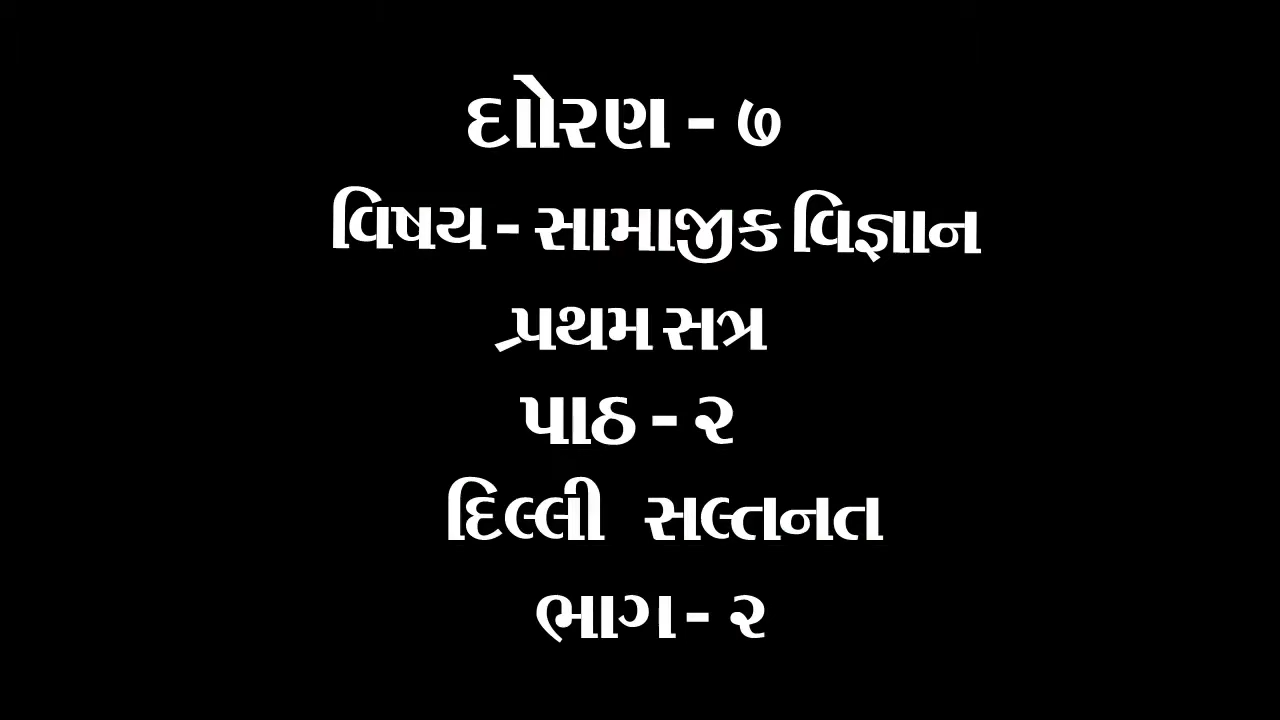 ધોરણ - ૭
વિષય - સામાજીક વિજ્ઞાન
પ્રથમ સત્ર
પાઠ - ૨
દિલ્લી સલ્તનત
ભાગ - ૨